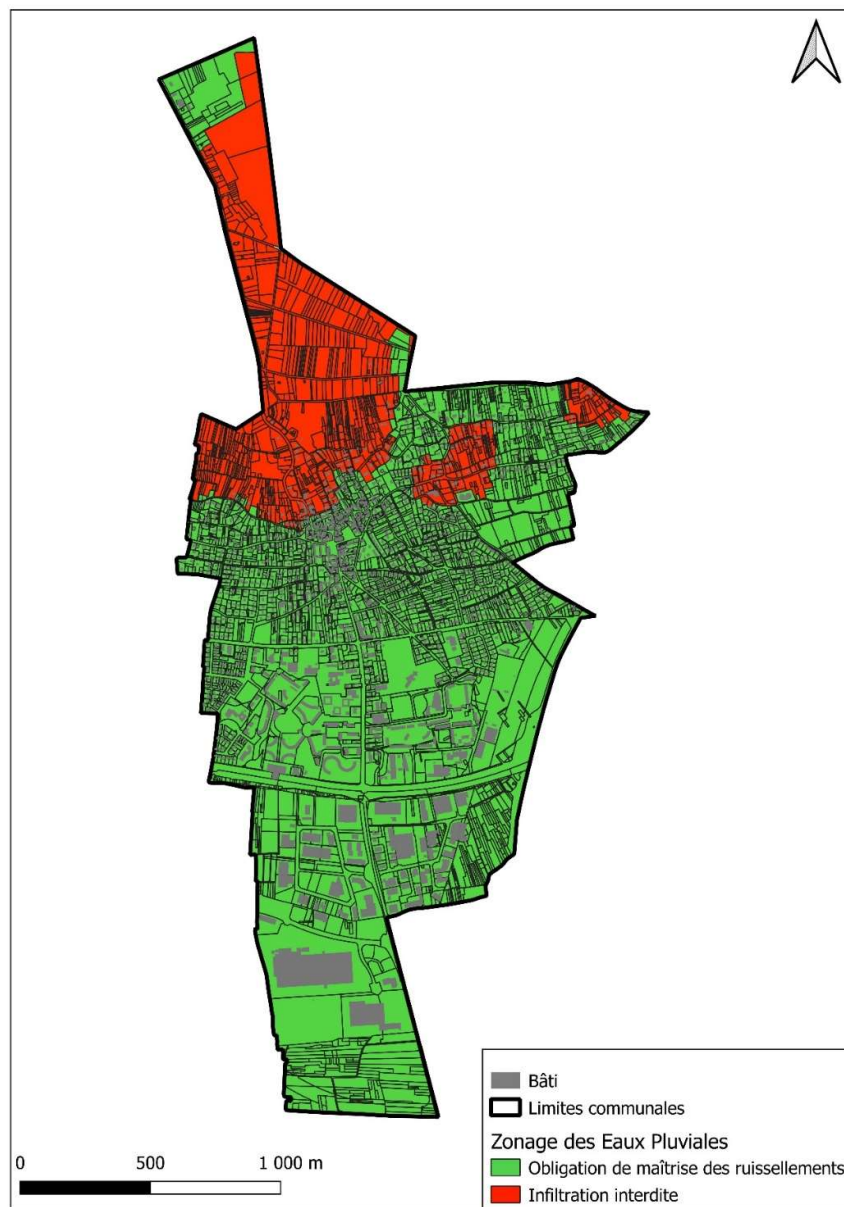 Bâti
Limites communales
Zonage des Eaux Pluviales
Obligation de maîtrise des ruissellements
Infiltration interdite
0 500 1 000 m